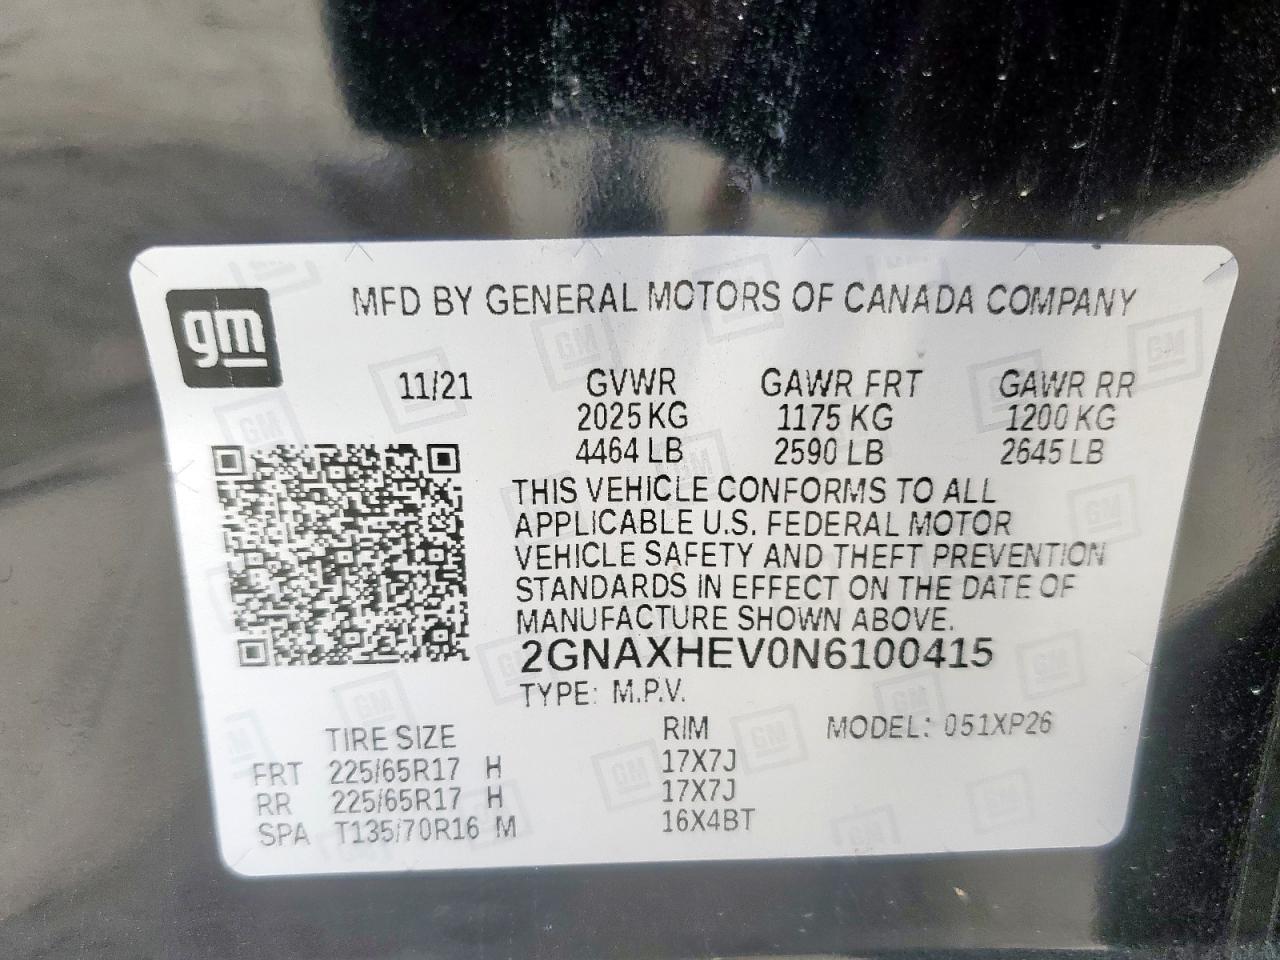 gm
MFD BY GENERAL MOTORS OF CANADA COMPANY
11/21 GVWR GAWR FRT GAWR RR
2025 KG 1175 KG 1200 KG
4464 LB 2590 LB 2645 LB
THIS VEHICLE CONFORMS TO ALL
APPLICABLE U.S. FEDERAL MOTOR
VEHICLE SAFETY AND THEFT PREVENTION
STANDARDS IN EFFECT ON THE DATE OF
MANUFACTURE SHOWN ABOVE.
2GNAXHEV0N6100415
TYPE: M.P.V.
TIRE SIZE RIM MODEL: 051XP26
FRT 225/65R17 H 17X7J
RR 225/65R17 H 17X7J
SPA T135/70R16 M 16X4BT